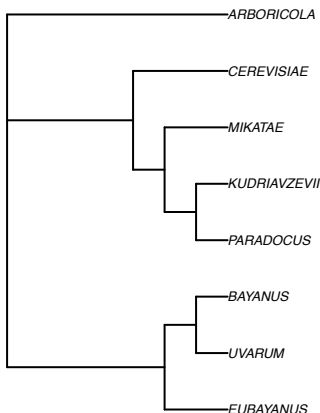 ARBORICOLA
CEREVISIAE
MIKATAE
KUDRIAVZEVII
PARADOCUS
BAYANUS
UVARUM
EUBAYANUS